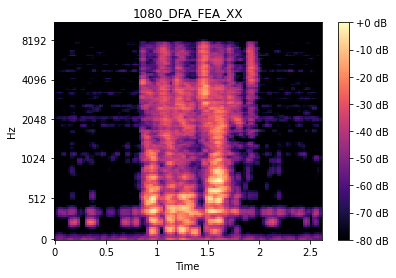 1080_DFA_FEA_XX
8192
4096
2048
1024
512
0
Hz
0
0.5
1
1.5
2
2.5
Time
+0 dB
-10 dB
-20 dB
-30 dB
-40 dB
-50 dB
-60 dB
-70 dB
-80 dB